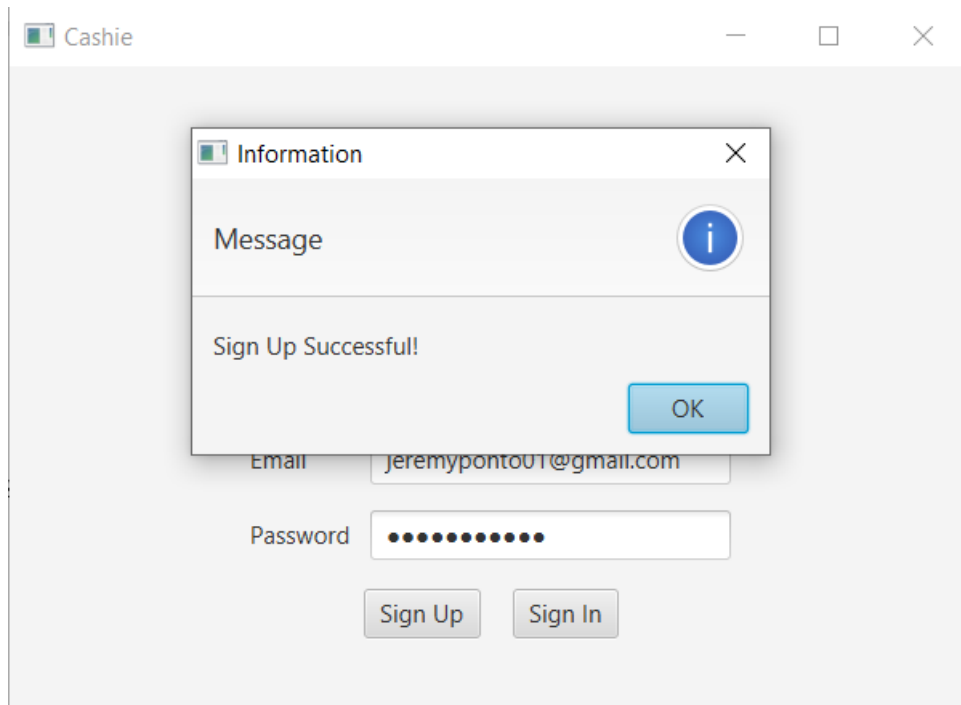 Cashie
Information
Message
i
Sign Up Successful!
OK
Email jeremyponto01@gmail.com
Password ●●●●●●●●●●●
Sign Up Sign In